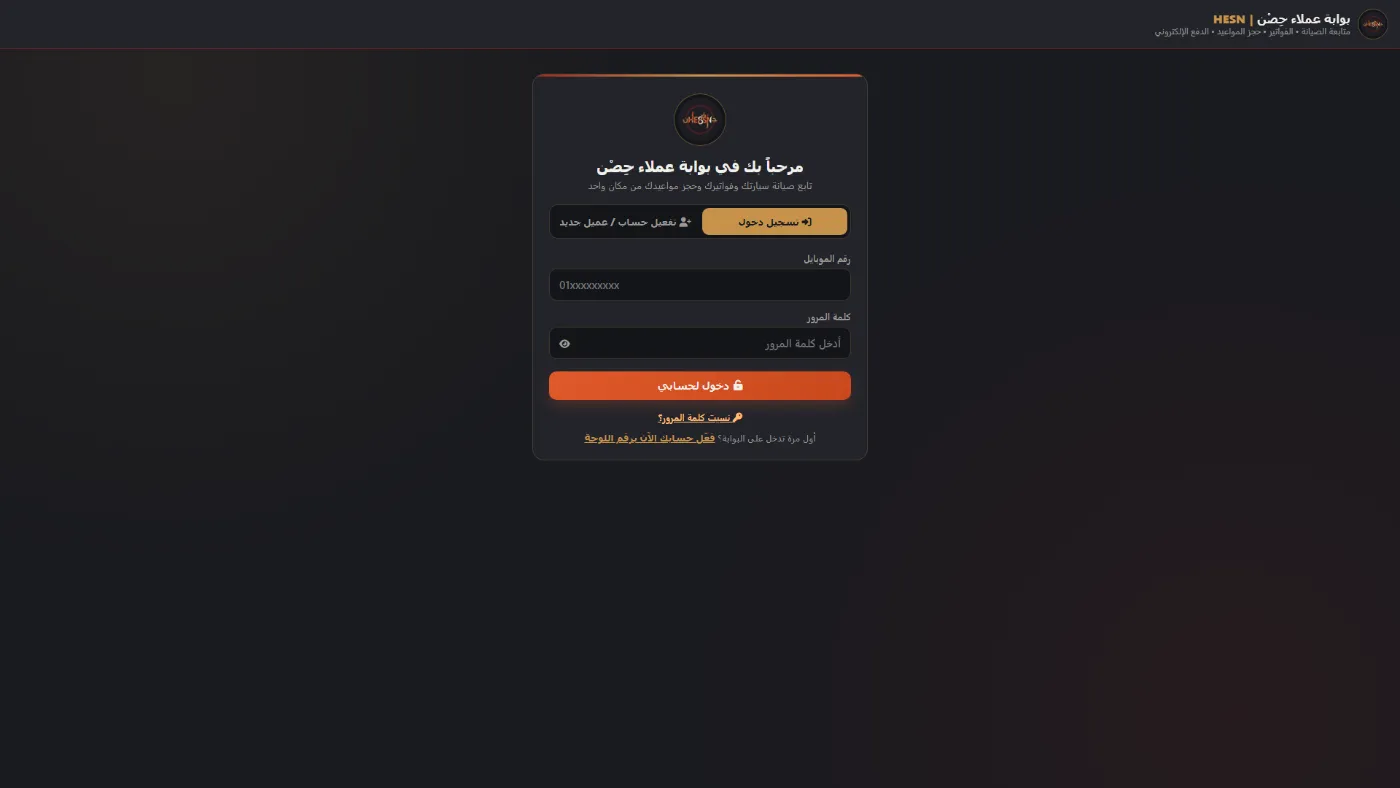 بوابة عملاء حِصْن | HESN
متابعة الصيانة • الفواتير • حجز المواعيد • الدفع الإلكتروني
مرحباً بك في بوابة عملاء حِصْن
تابع صيانة سيارتك وفواتيرك وحجز مواعيدك من مكان واحد
تسجيل دخول
تفعيل حساب / عميل جديد
رقم الموبايل
01xxxxxxxxx
كلمة المرور
أدخل كلمة المرور
دخول لحسابي
نسيت كلمة المرور؟
أول مرة تدخل على البوابة؟ فعّل حسابك الآن برقم اللوحة